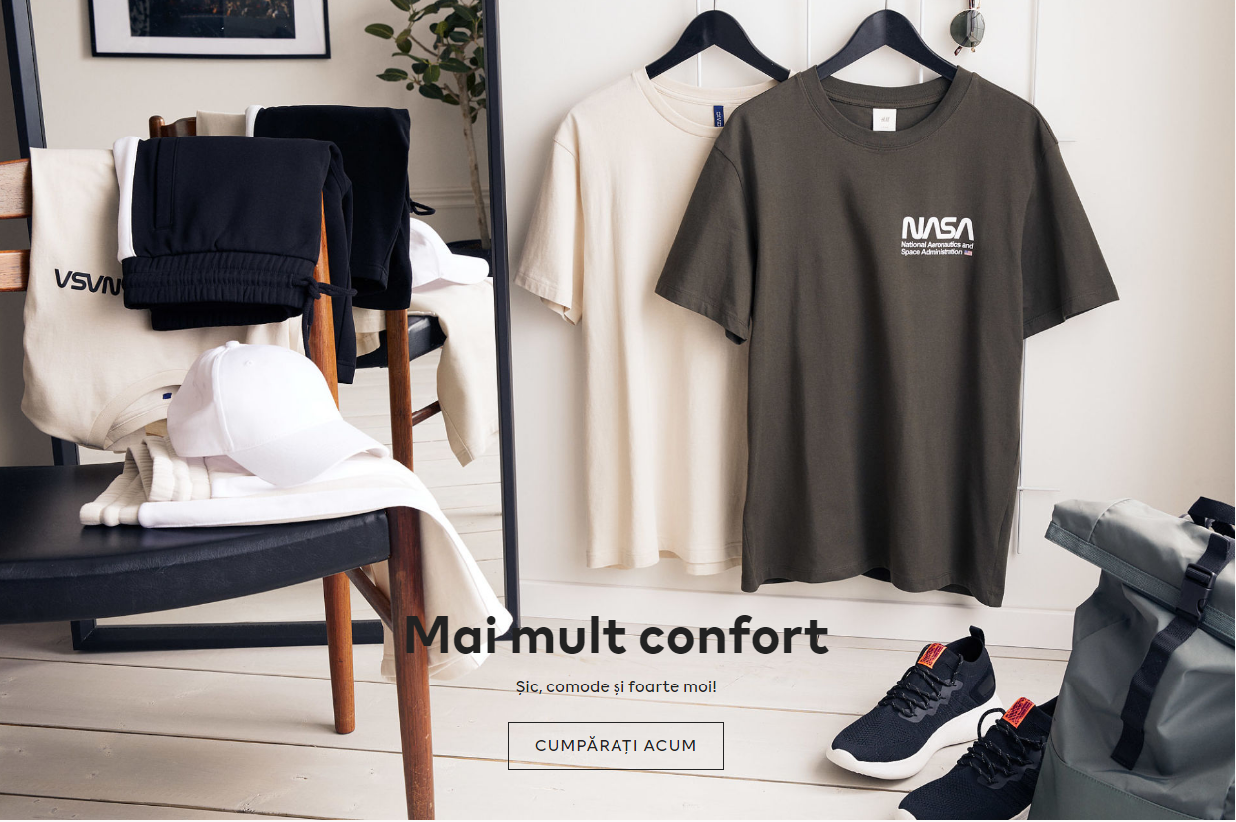 VSVN
NASA
National Aeronautics and
Space Administration
Mai mult confort
Șic, comode și foarte moi!
CUMPĂRAȚI ACUM